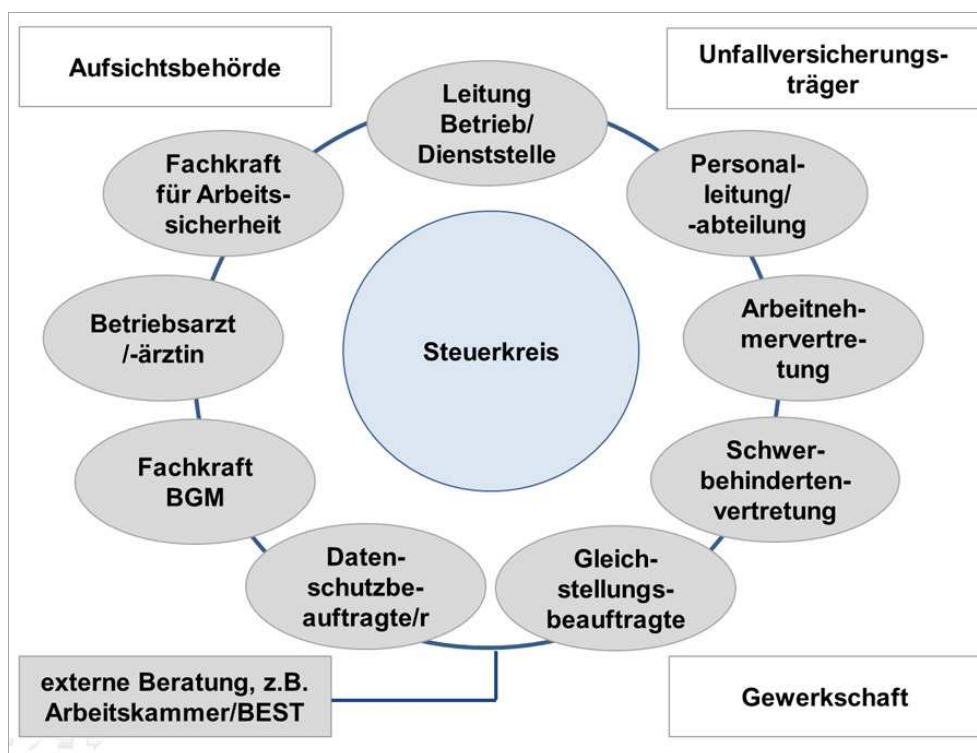 Aufsichtsbehörde
Unfallversicherungs-
träger
Leitung
Betrieb/
Dienststelle
Fachkraft
für Arbeits-
sicherheit
Personal-
leitung/
-abteilung
Betriebsarzt
/-ärztin
Steuerkreis
Arbeitneh-
mervertre-
tung
Fachkraft
BGM
Schwer-
behinderten-
vertretung
Daten-
schutzbe-
auftragte/r
Gleich-
stellungs-
beauftragte
externe Beratung, z.B.
Arbeitskammer/BEST
Gewerkschaft